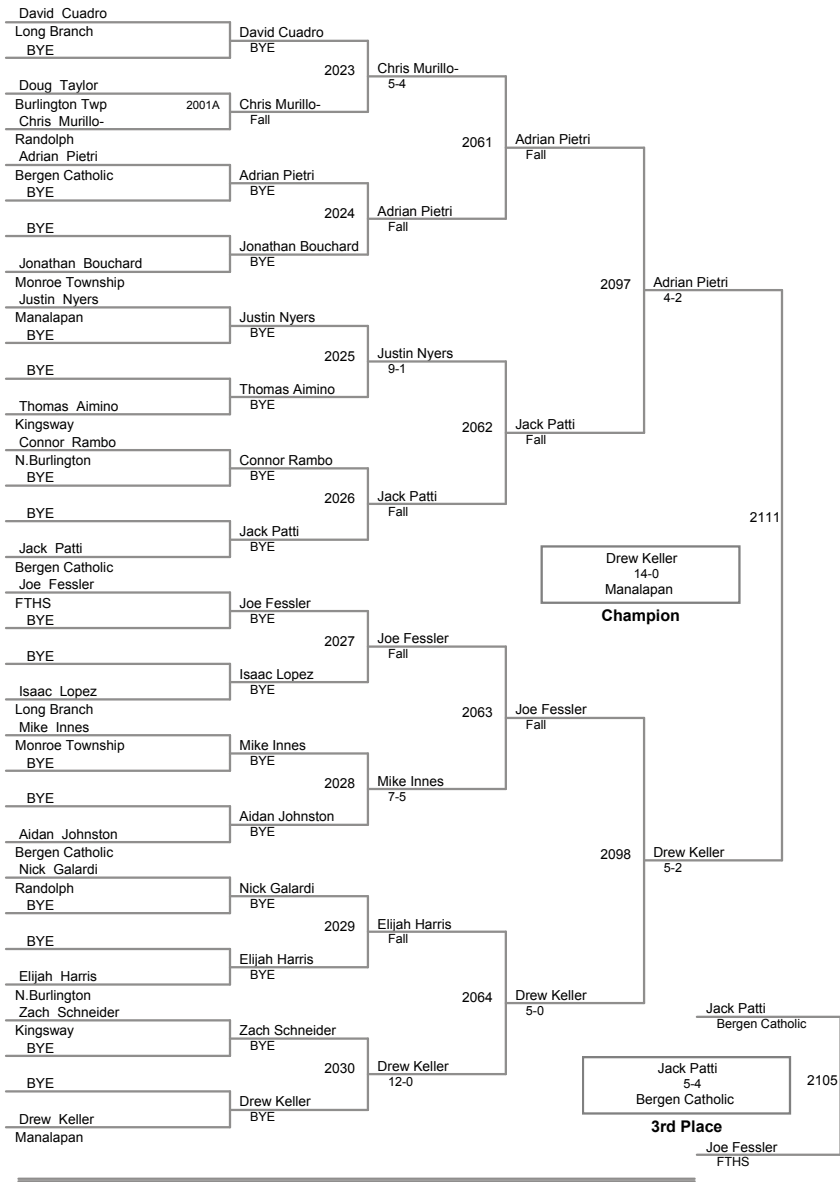 David Cuadro
Long Branch
BYE
David Cuadro
BYE
2023
Chris Murillo-
5-4
Doug Taylor
Burlington Twp
2001A
Chris Murillo-
Chris Murillo-
Fall
Randolph
2061
Adrian Pietri
Fall
Adrian Pietri
Bergen Catholic
BYE
Adrian Pietri
BYE
2024
Adrian Pietri
Fall
BYE
Jonathan Bouchard
BYE
Jonathan Bouchard
Monroe Township
2097
Adrian Pietri
4-2
Justin Nyers
Manalapan
BYE
Justin Nyers
BYE
2025
Justin Nyers
9-1
BYE
Thomas Aimino
BYE
Thomas Aimino
Kingsway
2062
Jack Patti
Fall
Connor Rambo
N.Burlington
BYE
Connor Rambo
BYE
2026
Jack Patti
Fall
BYE
Jack Patti
BYE
Jack Patti
Bergen Catholic
2111
Drew Keller
14-0
Manalapan
Champion
Joe Fessler
FTHS
BYE
Joe Fessler
BYE
2027
Joe Fessler
Fall
BYE
Isaac Lopez
BYE
Isaac Lopez
Long Branch
2063
Joe Fessler
Fall
Mike Innes
Monroe Township
BYE
Mike Innes
BYE
2028
Mike Innes
7-5
BYE
Aidan Johnston
BYE
Aidan Johnston
Bergen Catholic
2098
Drew Keller
5-2
Nick Galardi
Randolph
BYE
Nick Galardi
BYE
2029
Elijah Harris
Fall
BYE
Elijah Harris
BYE
Elijah Harris
N.Burlington
2064
Drew Keller
5-0
Zach Schneider
Kingsway
BYE
Zach Schneider
BYE
2030
Drew Keller
12-0
BYE
Drew Keller
BYE
Drew Keller
Manalapan
Jack Patti
Bergen Catholic
Jack Patti
5-4
Bergen Catholic
2105
3rd Place
Joe Fessler
FTHS